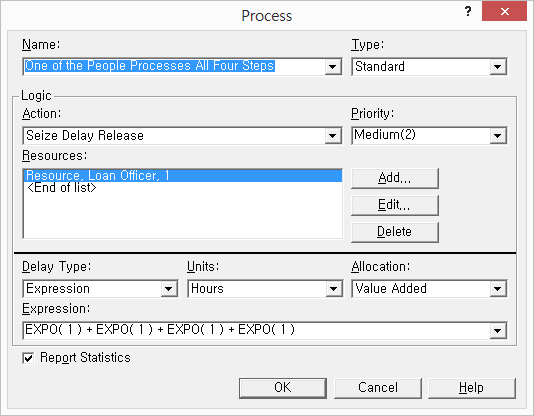 Process
? ×
Name: Type:
One of the People Processes All Four Steps Standard
Logic
Action: Priority:
Seize Delay Release Medium(2)
Resources:
Resource, Loan Officer, 1 Add...
<End of list>
Edit...
Delete
Delay Type: Units: Allocation:
Expression Hours Value Added
Expression:
EXPO( 1 ) + EXPO( 1 ) + EXPO( 1 ) + EXPO( 1 )
Report Statistics
OK Cancel Help